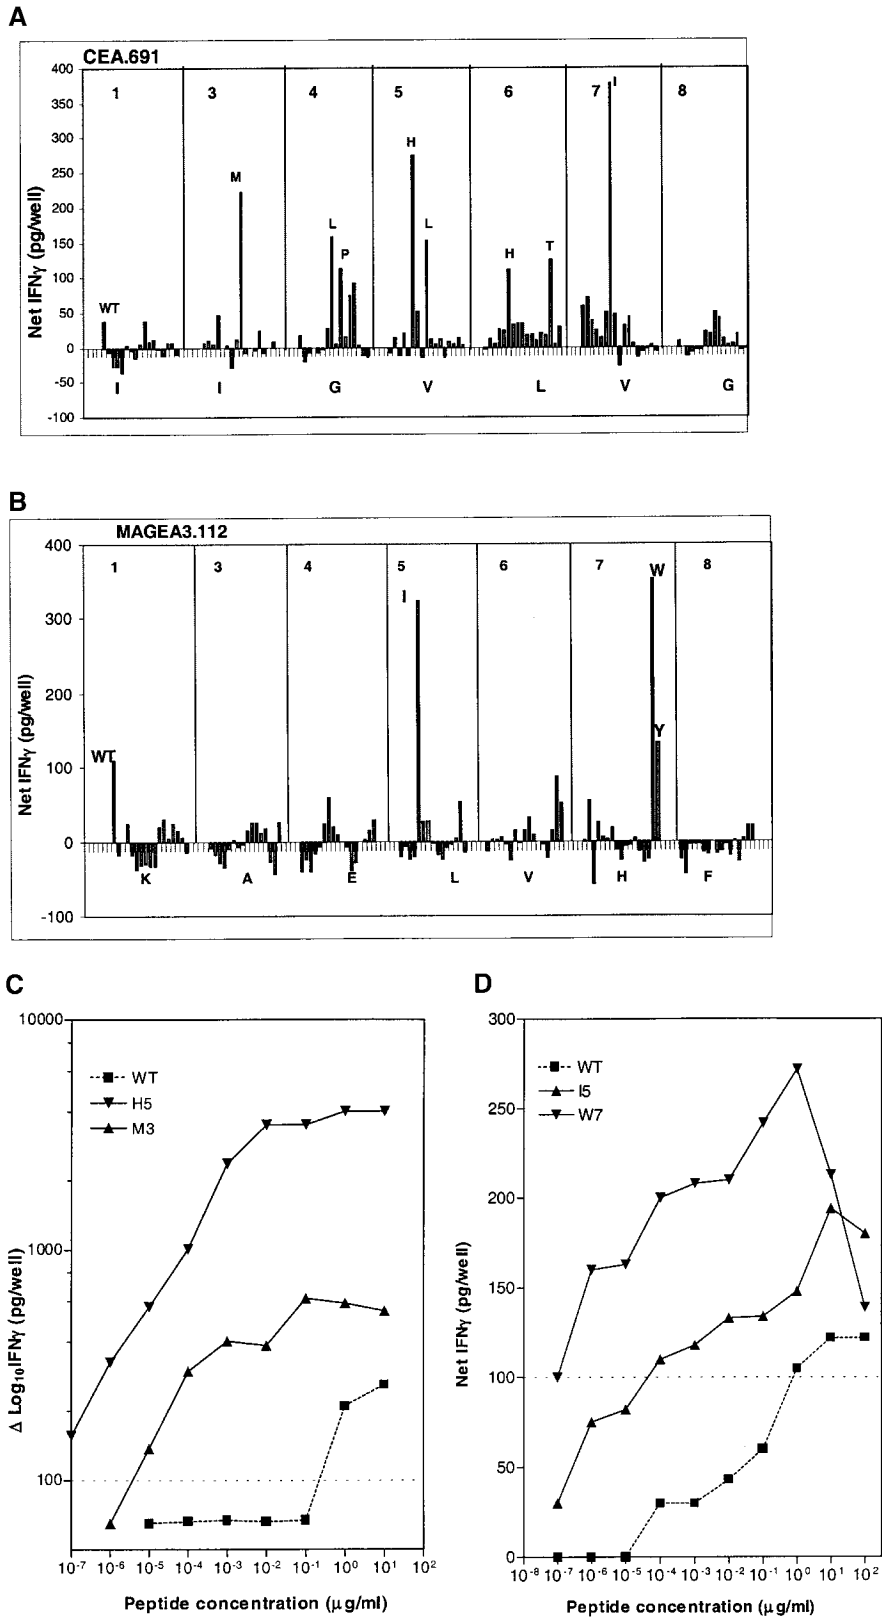 A
CEA.691
400
350
300
250
200
150
100
50
0
-50
-100
Net IFNγ (pg/well)
1 3 4 5 6 7 8
WT M L P H L H T I
I I G V L V G
B
MAGEA3.112
400
300
200
100
0
-100
Net IFNγ (pg/well)
1 3 4 5 6 7 8
WT I W Y
K A E L V H F
C
10000
1000
100
Δ Log₁₀IFNγ (pg/well)
WT
H5
M3
10⁻⁷ 10⁻⁶ 10⁻⁵ 10⁻⁴ 10⁻³ 10⁻² 10⁻¹ 10⁰ 10¹ 10²
Peptide concentration (μg/ml)
D
300
250
200
150
100
50
0
Net IFNγ (pg/well)
WT
I5
W7
10⁻⁸ 10⁻⁷ 10⁻⁶ 10⁻⁵ 10⁻⁴ 10⁻³ 10⁻² 10⁻¹ 10⁰ 10¹ 10²
Peptide concentration (μg/ml)